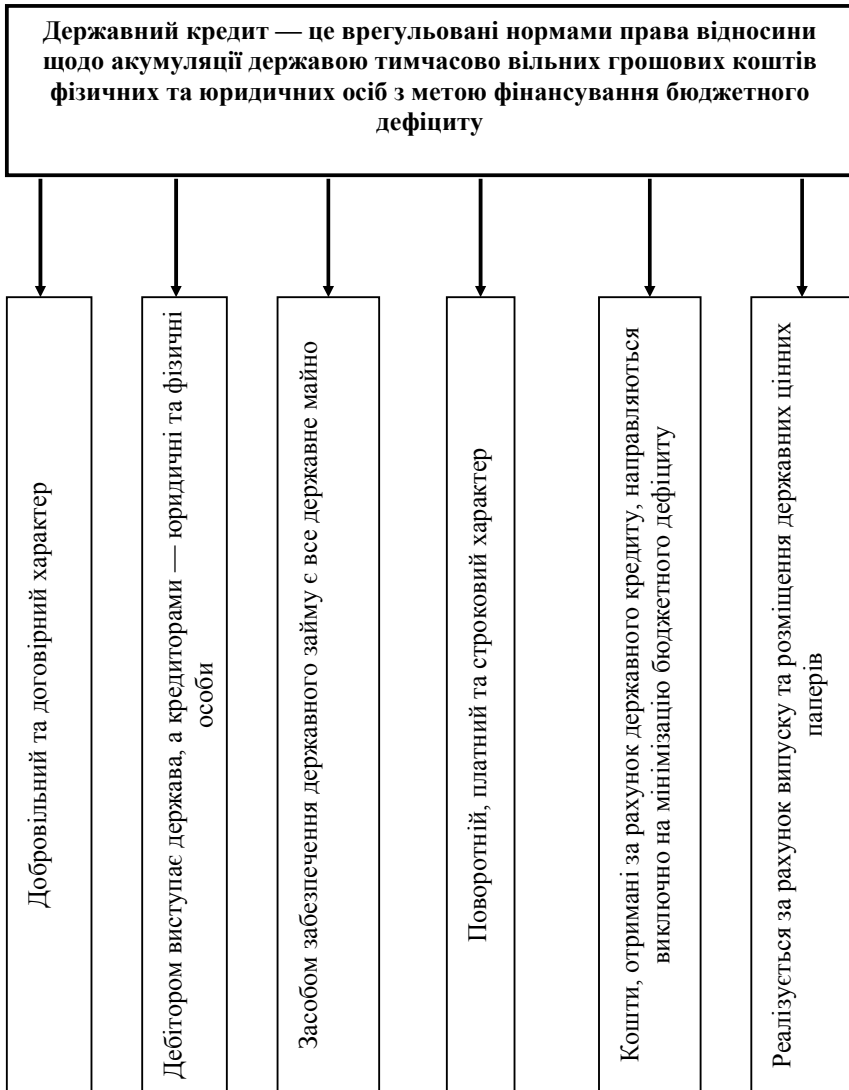 Державний кредит — це врегульовані нормами права відносини
щодо акумуляції державою тимчасово вільних грошових коштів
фізичних та юридичних осіб з метою фінансування бюджетного
дефіциту
Добровільний та договірний характер
Дебітором виступає держава, а кредиторами — юридичні та фізичні
особи
Засобом забезпечення державного займу є все державне майно
Поворотній, платний та строковий характер
Кошти, отримані за рахунок державного кредиту, направляються
виключно на мінімізацію бюджетного дефіциту
Реалізується за рахунок випуску та розміщення державних цінних
паперів